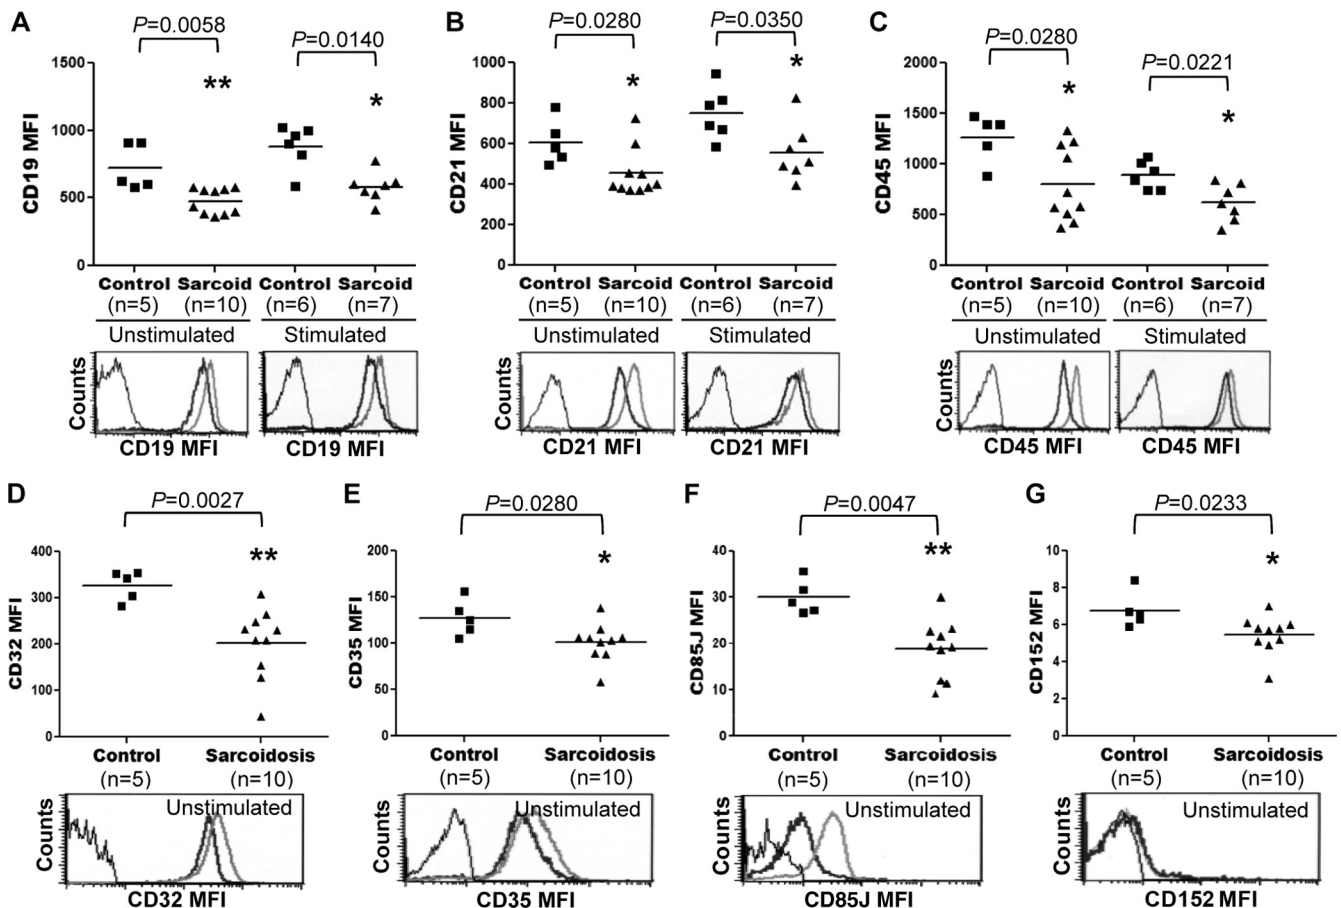 A
P=0.0058
P=0.0140
CD19 MFI
1500
1000
500
0
**
*
Control Sarcoid Control Sarcoid
(n=5) (n=10) (n=6) (n=7)
Unstimulated Stimulated
Counts
CD19 MFI CD19 MFI
B
P=0.0280
P=0.0350
CD21 MFI
1000
800
600
400
200
0
*
*
Control Sarcoid Control Sarcoid
(n=5) (n=10) (n=6) (n=7)
Unstimulated Stimulated
Counts
CD21 MFI CD21 MFI
C
P=0.0280
P=0.0221
CD45 MFI
2000
1500
1000
500
0
*
*
Control Sarcoid Control Sarcoid
(n=5) (n=10) (n=6) (n=7)
Unstimulated Stimulated
Counts
CD45 MFI CD45 MFI
D
P=0.0027
CD32 MFI
400
300
200
100
0
**
Control Sarcoidosis
(n=5) (n=10)
Unstimulated
Counts
CD32 MFI
E
P=0.0280
CD35 MFI
200
150
100
50
0
*
Control Sarcoidosis
(n=5) (n=10)
Unstimulated
Counts
CD35 MFI
F
P=0.0047
CD85J MFI
40
30
20
10
0
**
Control Sarcoidosis
(n=5) (n=10)
Unstimulated
Counts
CD85J MFI
G
P=0.0233
CD152 MFI
10
8
6
4
2
0
*
Control Sarcoidosis
(n=5) (n=10)
Unstimulated
Counts
CD152 MFI